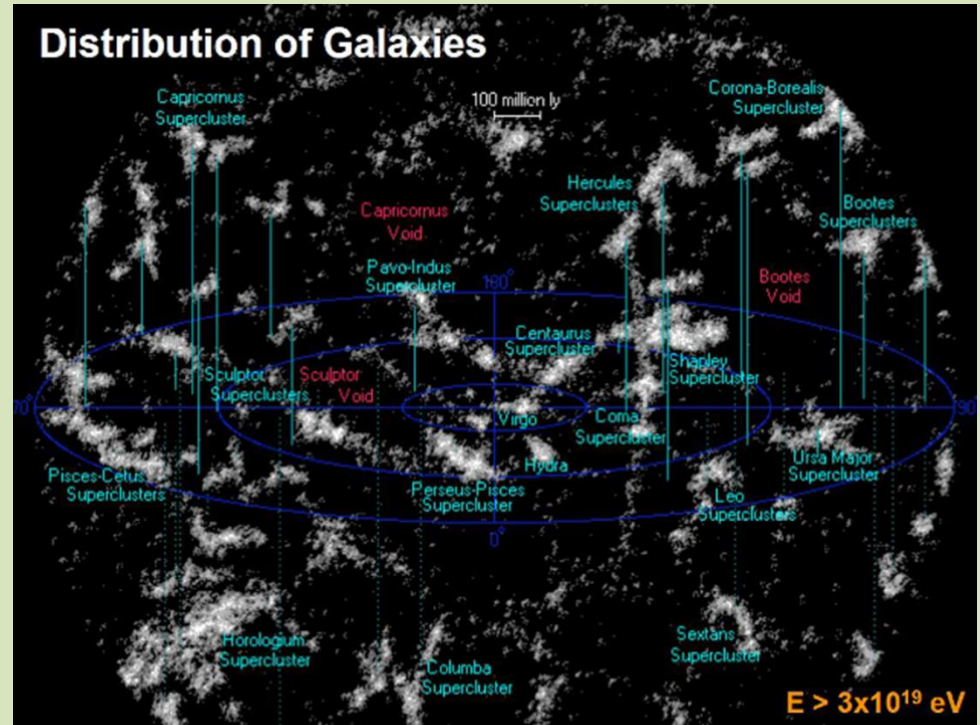 Distribution of Galaxies
Capricornus
Supercluster
100 million ly
Corona-Borealis
Supercluster
Hercules
Superclusters
Bootes
Superclusters
Capricornus
Void
Pavo-Indus
Supercluster
180°
Bootes
Void
Centaurus
Supercluster
Sculptor
Superclusters
Sculptor
Void
Shapley
Supercluster
70°
Virgo
Coma
Supercluster
90
Pisces-Cetus
Superclusters
Perseus-Pisces
Supercluster
Hydra
Leo
Superclusters
Ursa Major
Supercluster
0°
Horologium
Supercluster
Columba
Supercluster
Sextans
Supercluster
E > 3x10¹⁹ eV